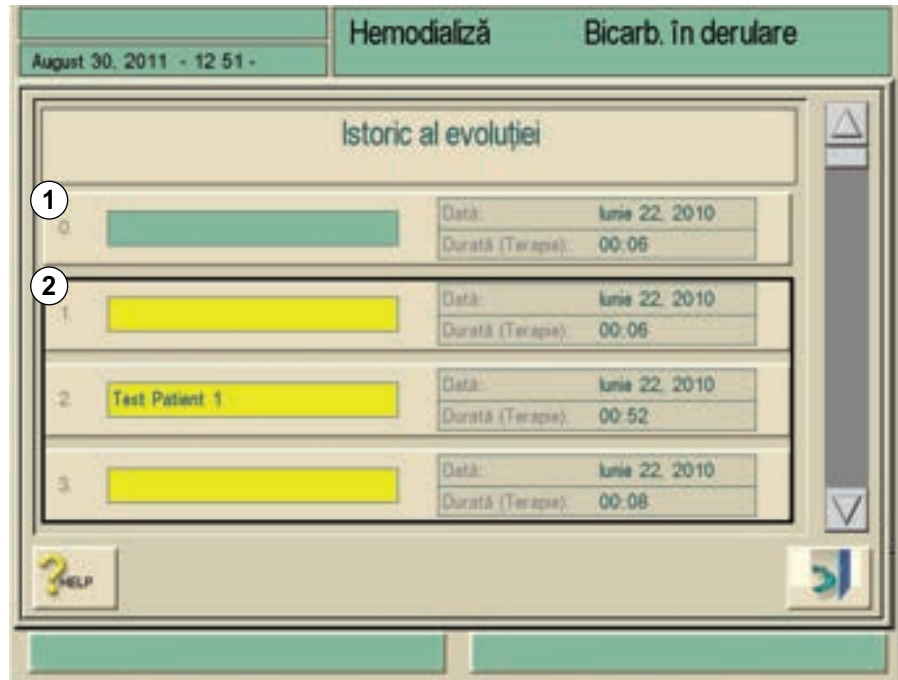 Hemodializă Bicarb. în derulare
August 30, 2011 - 12 51 -
Istoric al evoluției
1
0.
Dată: Iunie 22, 2010
Durată (Terapie): 00:06
2
1.
Dată: Iunie 22, 2010
Durată (Terapie): 00:06
2. Test Patient 1
Dată: Iunie 22, 2010
Durată (Terapie): 00:52
3.
Dată: Iunie 22, 2010
Durată (Terapie): 00:08
HELP